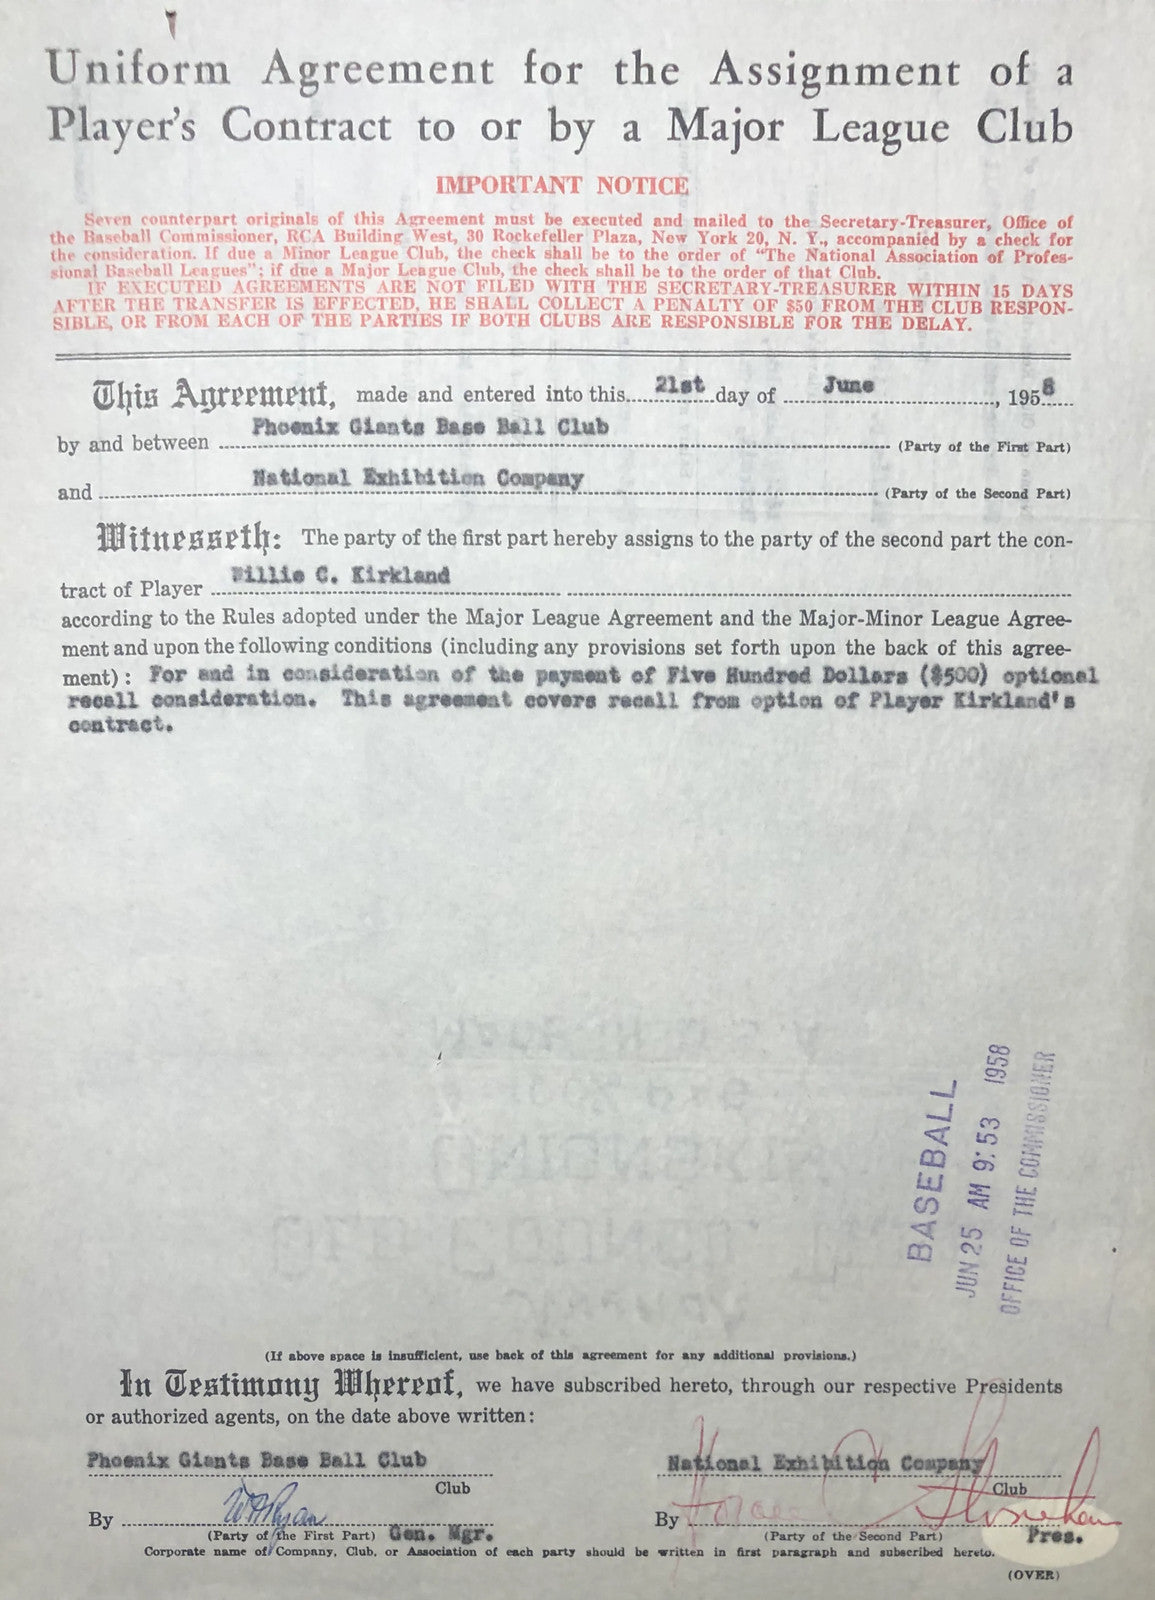 Uniform Agreement for the Assignment of a
Player's Contract to or by a Major League Club
IMPORTANT NOTICE
Seven counterpart originals of this Agreement must be executed and mailed to the Secretary-Treasurer, Office of
the Baseball Commissioner, RCA Building West, 30 Rockefeller Plaza, New York 20, N. Y., accompanied by a check for
the consideration. If due a Minor League Club, the check shall be to the order of "The National Association of Profes-
sional Baseball Leagues"; if due a Major League Club, the check shall be to the order of that Club.
IF EXECUTED AGREEMENTS ARE NOT FILED WITH THE SECRETARY-TREASURER WITHIN 15 DAYS
AFTER THE TRANSFER IS EFFECTED, HE SHALL COLLECT A PENALTY OF $50 FROM THE CLUB RESPON-
SIBLE, OR FROM EACH OF THE PARTIES IF BOTH CLUBS ARE RESPONSIBLE FOR THE DELAY.
This Agreement, made and entered into this 21st day of June, 1958
by and between Phoenix Giants Base Ball Club (Party of the First Part)
and National Exhibition Company (Party of the Second Part)
Witnesseth: The party of the first part hereby assigns to the party of the second part the con-
tract of Player Willie C. Kirkland
according to the Rules adopted under the Major League Agreement and the Major-Minor League Agree-
ment and upon the following conditions (including any provisions set forth upon the back of this agree-
ment): For and in consideration of the payment of Five Hundred Dollars ($500) optional
recall consideration. This agreement covers recall from option of Player Kirkland's
contract.
BASEBALL
JUN 25 AM 9:53 1958
OFFICE OF THE COMMISSIONER
(If above space is insufficient, use back of this agreement for any additional provisions.)
In Testimony Whereof, we have subscribed hereto, through our respective Presidents
or authorized agents, on the date above written:
Phoenix Giants Base Ball Club National Exhibition Company
Club Club
By W H Ryan By Horace C. Stoneham
(Party of the First Part) Gen. Mgr. (Party of the Second Part) Pres.
Corporate name of Company, Club, or Association of each party should be written in first paragraph and subscribed hereto.
(OVER)